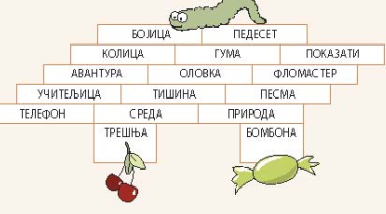 БОЈИЦА ПЕДЕСЕТ
КОЛИЦА ГУМА ПОКАЗАТИ
АВАНТУРА ОЛОВКА ФЛОМАСТЕР
УЧИТЕЉИЦА ТИШИНА ПЕСМА
ТЕЛЕФОН СРЕДА ПРИРОДА
ТРЕШЊА БОМБОНА